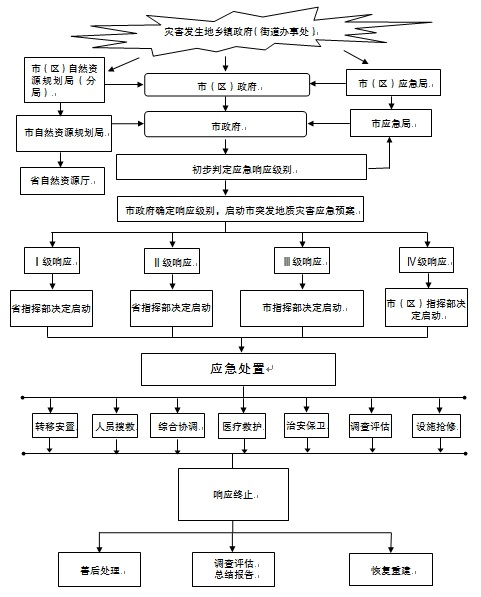 灾害发生地乡镇政府（街道办事处）
市（区）自然资
源规划局（分
局）
市（区）政府
市（区）应急局
市自然资源规划局
市政府
市应急局
省自然资源厅
初步判定应急响应级别
市政府确定响应级别，启动市突发地质灾害应急预案
Ⅰ级响应
Ⅱ级响应
Ⅲ级响应
Ⅳ级响应
省指挥部决定启动
省指挥部决定启动
市指挥部决定启动
市（区）指挥部决
定启动
应急处置
转移安置
人员搜救
综合协调
医疗救护
治安保卫
调查评估
设施抢修
响应终止
善后处理
调查评估
总结报告
恢复重建